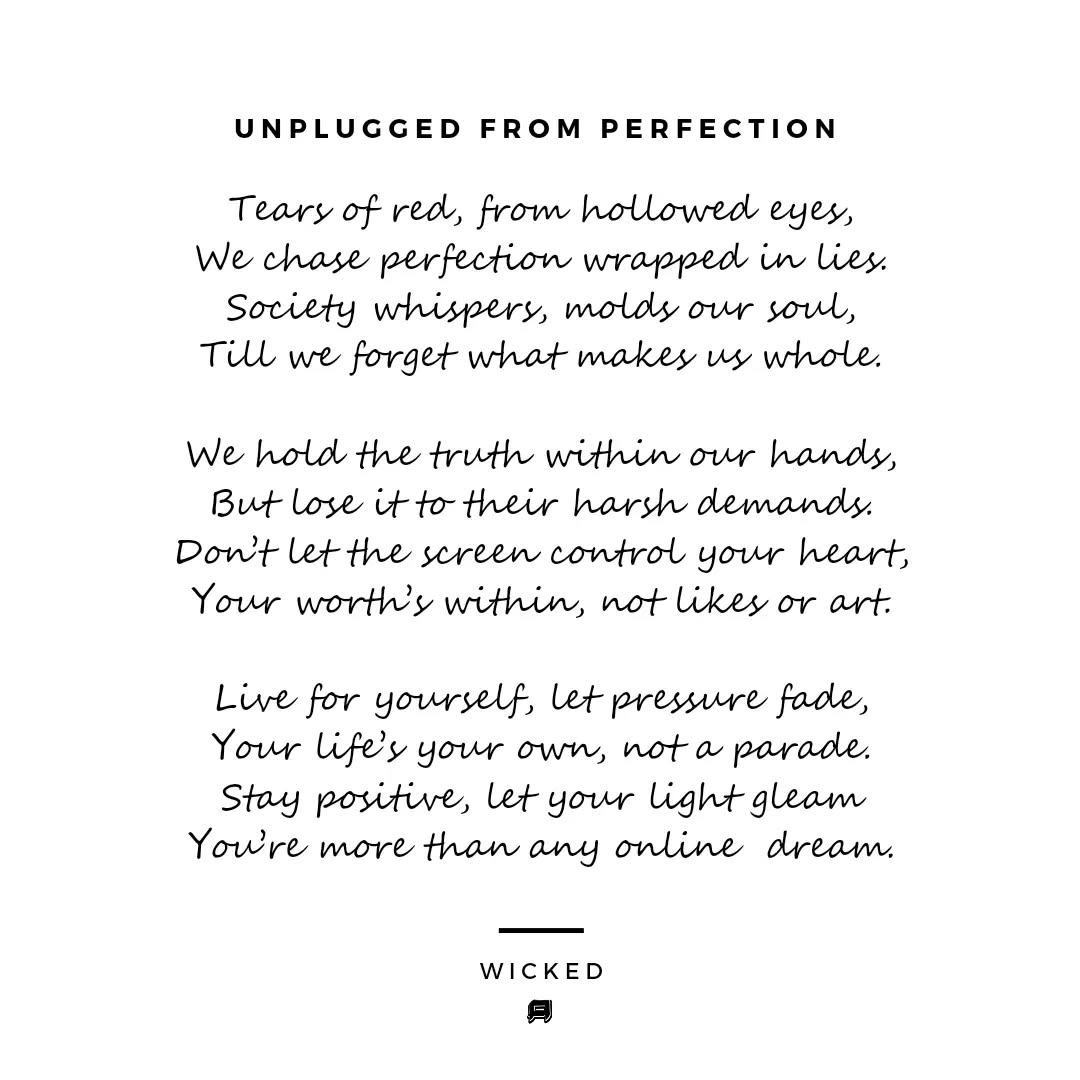 UNPLUGGED FROM PERFECTION
Tears of red, from hollowed eyes,
We chase perfection wrapped in lies.
Society whispers, molds our soul,
Till we forget what makes us whole.
We hold the truth within our hands,
But lose it to their harsh demands.
Don't let the screen control your heart,
Your worth's within, not likes or art.
Live for yourself, let pressure fade,
Your life's your own, not a parade.
Stay positive, let your light gleam
You're more than any online dream.
WICKED